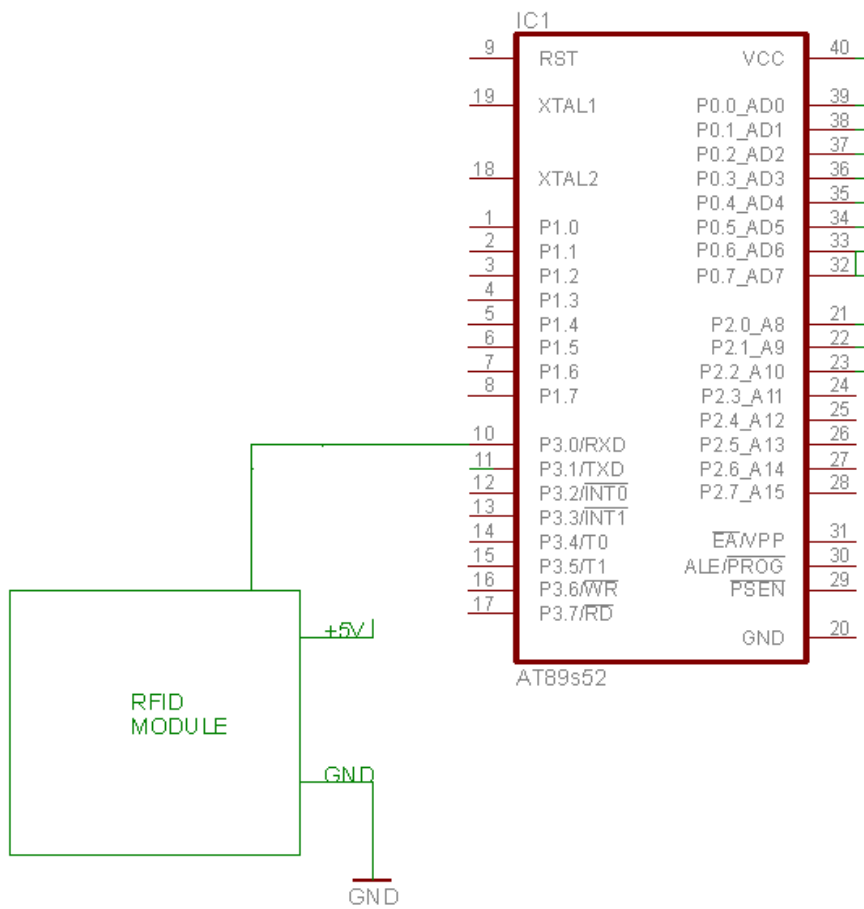 IC1
9 RST VCC 40
19 XTAL1 P0.0_AD0 39
P0.1_AD1 38
P0.2_AD2 37
18 XTAL2 P0.3_AD3 36
P0.4_AD4 35
1 P1.0 P0.5_AD5 34
2 P1.1 P0.6_AD6 33
3 P1.2 P0.7_AD7 32
4 P1.3
5 P1.4 P2.0_A8 21
6 P1.5 P2.1_A9 22
7 P1.6 P2.2_A10 23
8 P1.7 P2.3_A11 24
P2.4_A12 25
10 P3.0/RXD P2.5_A13 26
11 P3.1/TXD P2.6_A14 27
12 P3.2/INT0 P2.7_A15 28
13 P3.3/INT1
14 P3.4/T0 EA/VPP 31
15 P3.5/T1 ALE/PROG 30
16 P3.6/WR PSEN 29
17 P3.7/RD
GND 20
AT89s52
+5V
RFID
MODULE
GND
GND